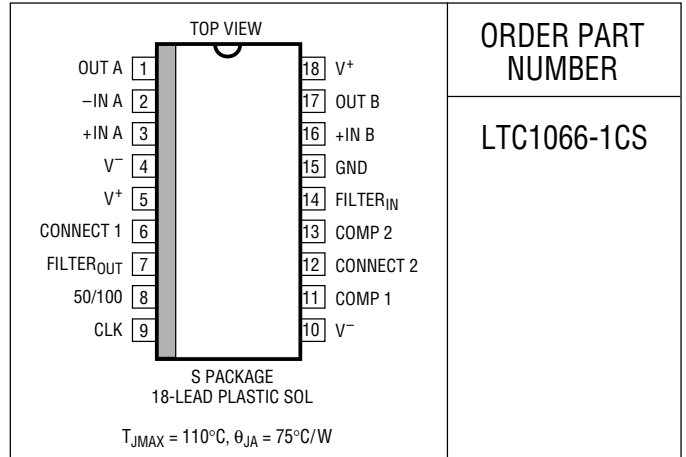 TOP VIEW
OUT A 1
–IN A 2
+IN A 3
V– 4
V+ 5
CONNECT 1 6
FILTEROUT 7
50/100 8
CLK 9
18 V+
17 OUT B
16 +IN B
15 GND
14 FILTERIN
13 COMP 2
12 CONNECT 2
11 COMP 1
10 V–
S PACKAGE
18-LEAD PLASTIC SOL
TJMAX = 110°C, θJA = 75°C/W
ORDER PART
NUMBER
LTC1066-1CS